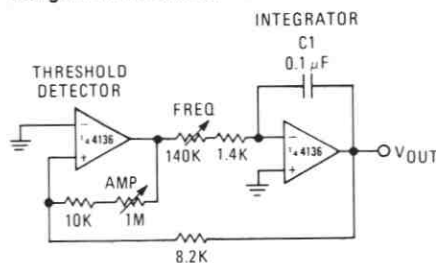 INTEGRATOR
C1
0.1 µF
THRESHOLD
DETECTOR
FREQ
−
¼ 4136
+
140K
1.4K
−
¼ 4136
+
VOUT
AMP
10K
1M
8.2K